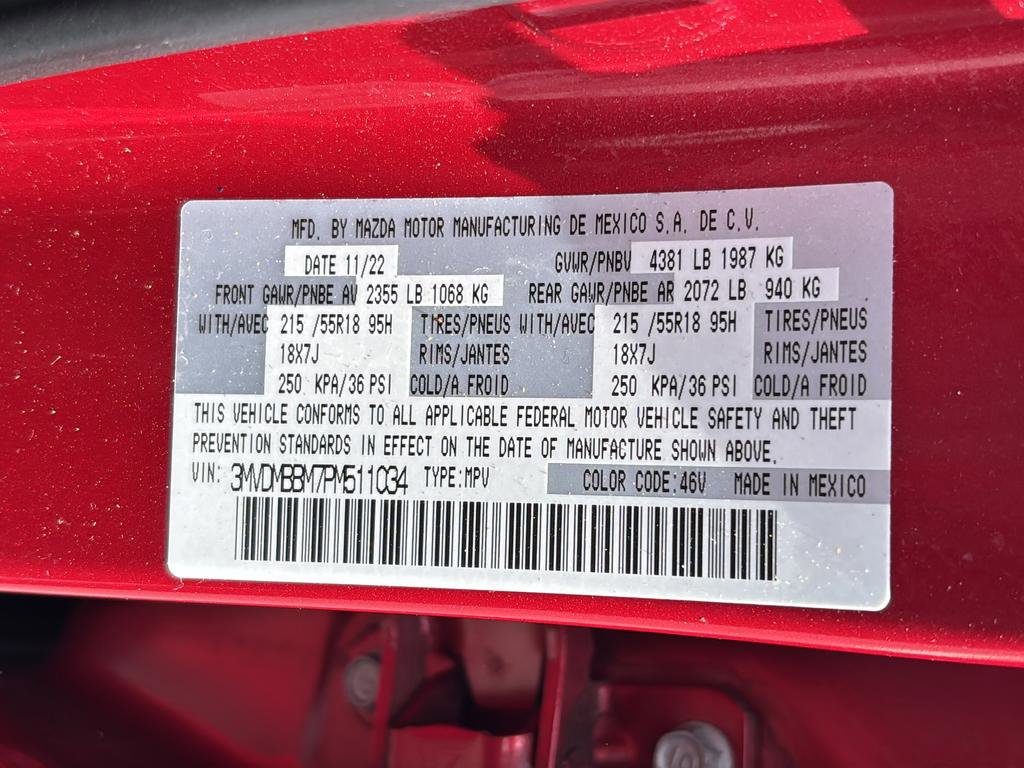 MFD. BY MAZDA MOTOR MANUFACTURING DE MEXICO S.A. DE C.V.
DATE 11/22 GVWR/PNBV 4381 LB 1987 KG
FRONT GAWR/PNBE AV 2355 LB 1068 KG REAR GAWR/PNBE AR 2072 LB 940 KG
WITH/AVEC 215 /55R18 95H TIRES/PNEUS WITH/AVEC 215 /55R18 95H TIRES/PNEUS
18X7J RIMS/JANTES 18X7J RIMS/JANTES
250 KPA/36 PSI COLD/A FROID 250 KPA/36 PSI COLD/A FROID
THIS VEHICLE CONFORMS TO ALL APPLICABLE FEDERAL MOTOR VEHICLE SAFETY AND THEFT
PREVENTION STANDARDS IN EFFECT ON THE DATE OF MANUFACTURE SHOWN ABOVE.
VIN: 3MVDMBBM7PM511034 TYPE:MPV COLOR CODE:46V MADE IN MEXICO